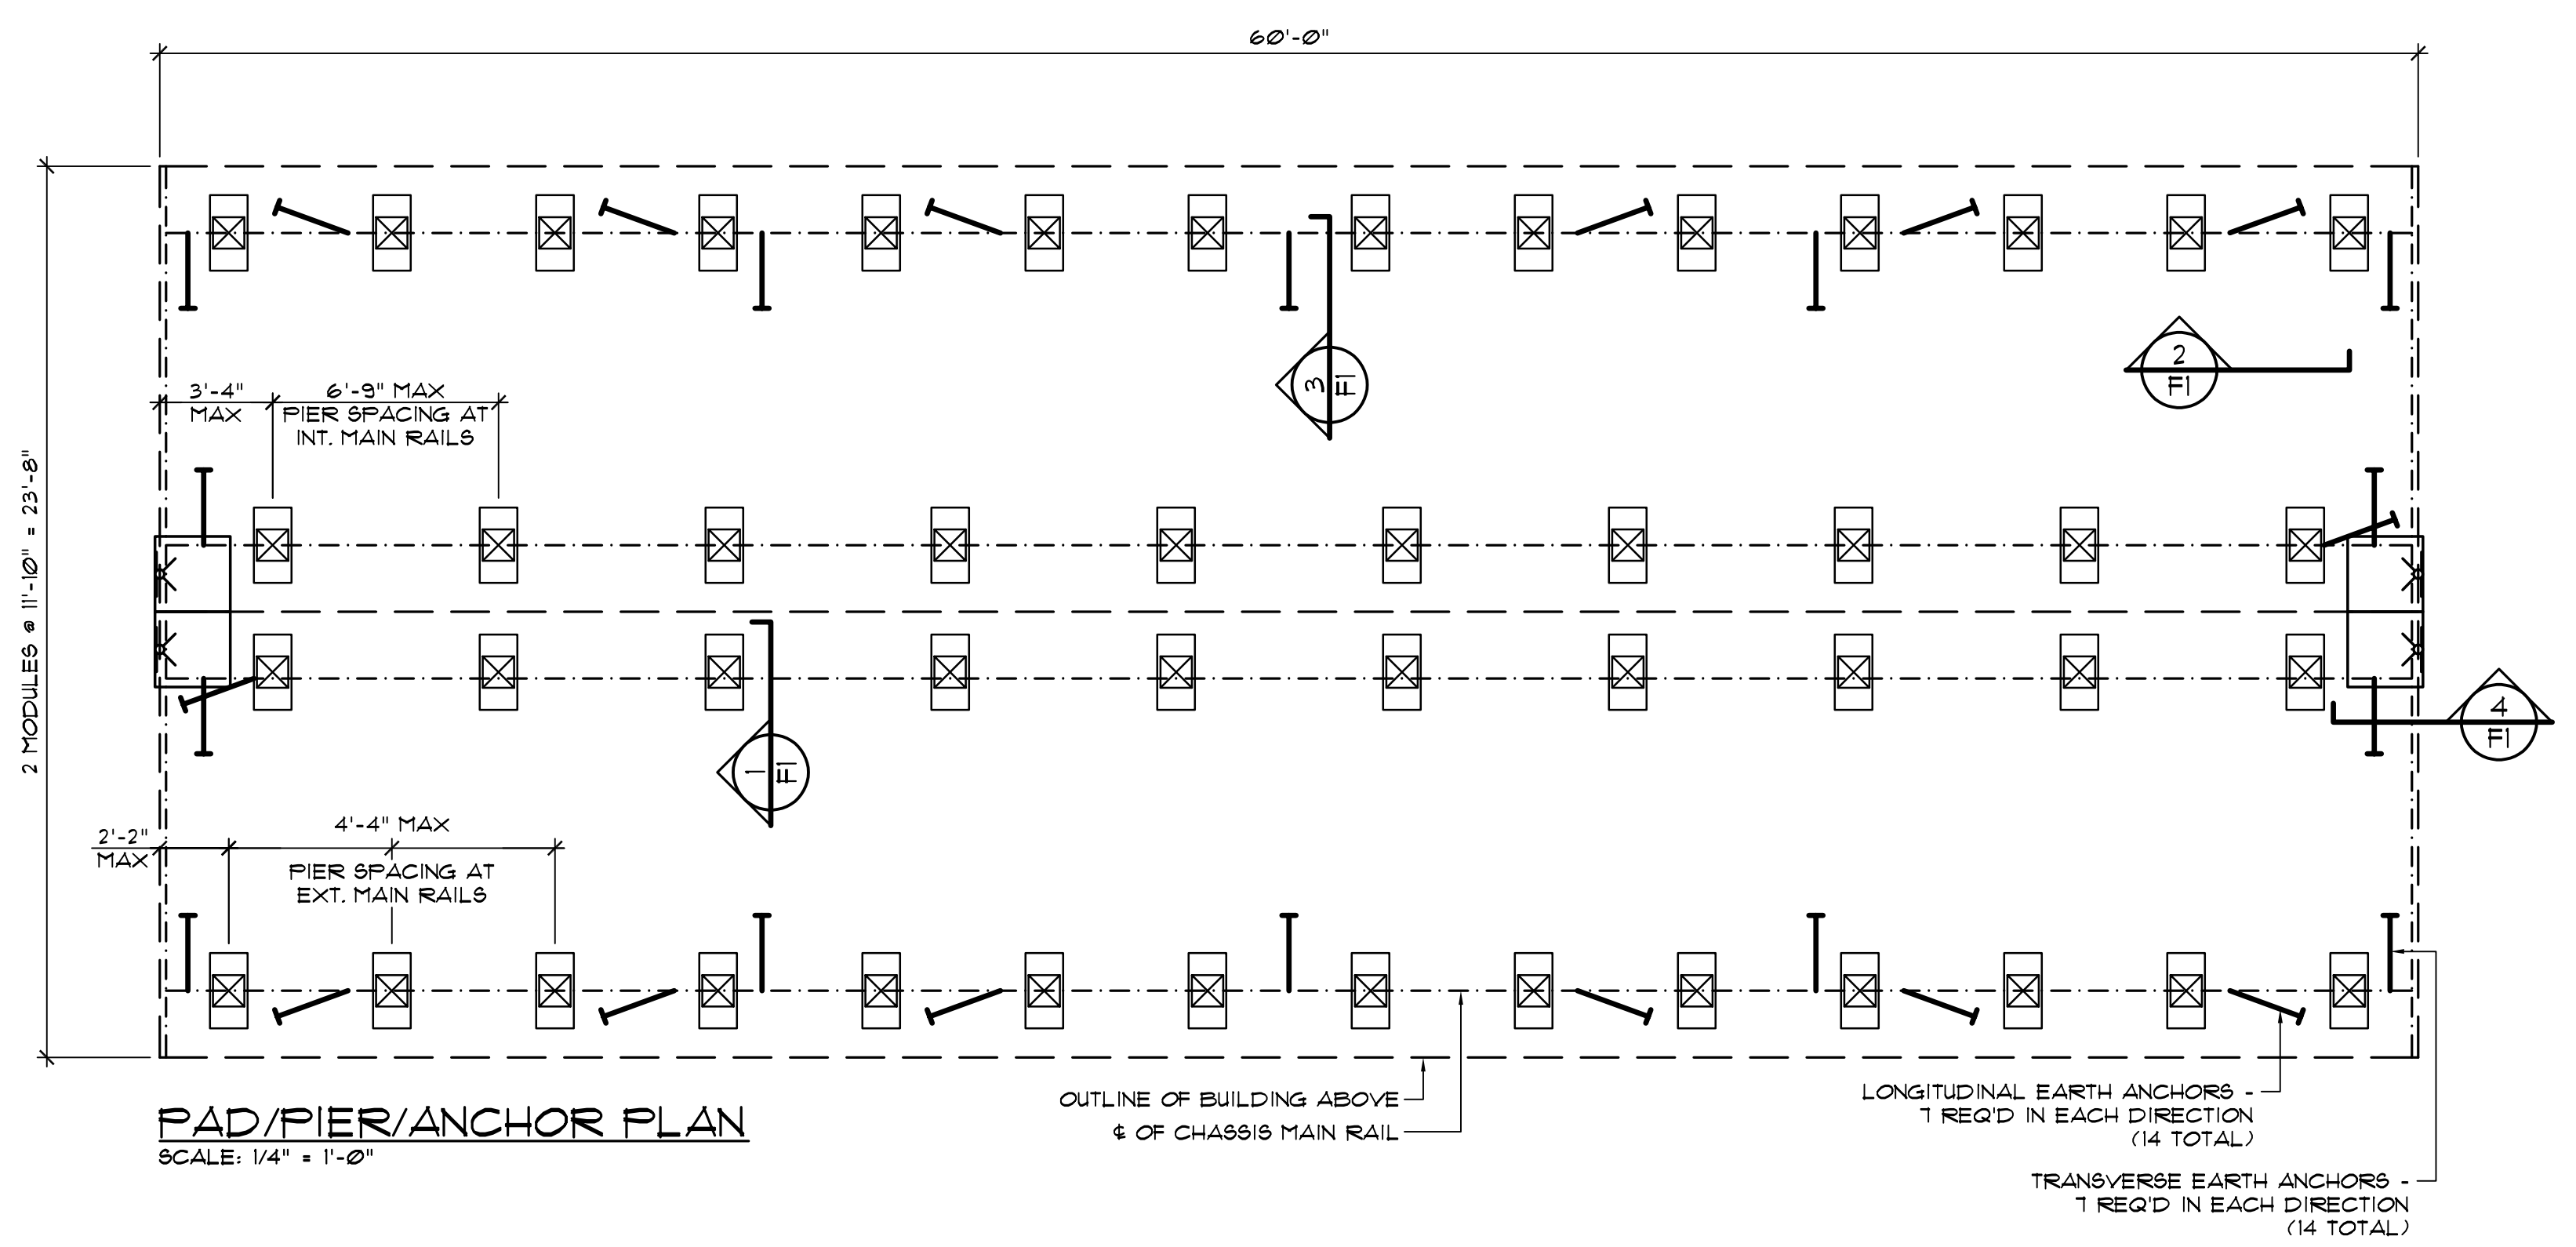 60'-0"
3'-4"
MAX
6'-9" MAX
PIER SPACING AT
INT. MAIN RAILS
3
F1
2
F1
2 MODULES @ 11'-10" = 23'-8"
1
F1
4
F1
2'-2"
MAX
4'-4" MAX
PIER SPACING AT
EXT. MAIN RAILS
OUTLINE OF BUILDING ABOVE
℄ OF CHASSIS MAIN RAIL
LONGITUDINAL EARTH ANCHORS -
7 REQ'D IN EACH DIRECTION
(14 TOTAL)
TRANSVERSE EARTH ANCHORS -
7 REQ'D IN EACH DIRECTION
(14 TOTAL)
PAD/PIER/ANCHOR PLAN
SCALE: 1/4" = 1'-0"